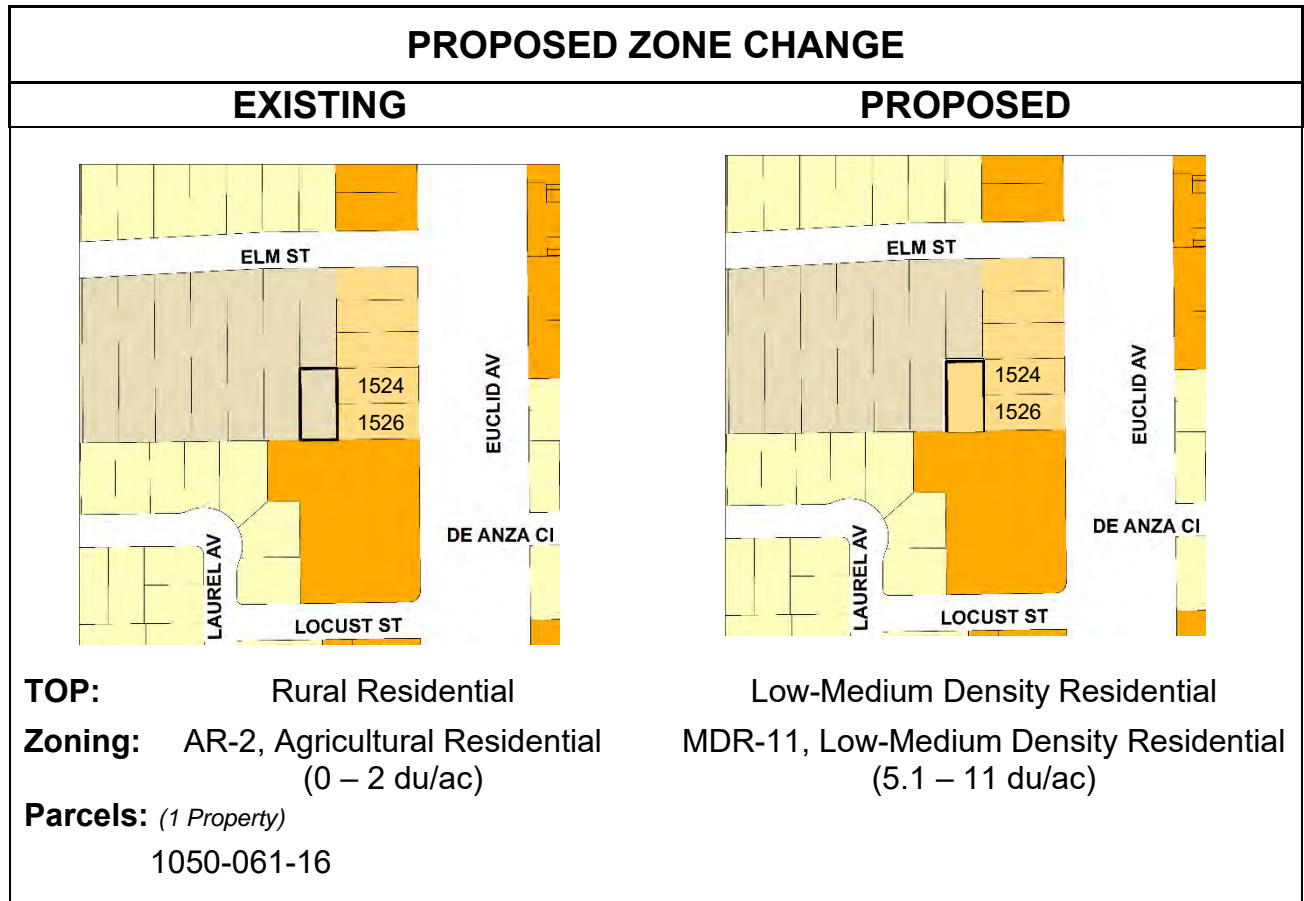 PROPOSED ZONE CHANGE
EXISTING
PROPOSED
ELM ST
1524
1526
EUCLID AV
DE ANZA CI
LAUREL AV
LOCUST ST
ELM ST
1524
1526
EUCLID AV
DE ANZA CI
LAUREL AV
LOCUST ST
TOP: Rural Residential
Low-Medium Density Residential
Zoning: AR-2, Agricultural Residential
(0 – 2 du/ac)
MDR-11, Low-Medium Density Residential
(5.1 – 11 du/ac)
Parcels: (1 Property)
1050-061-16